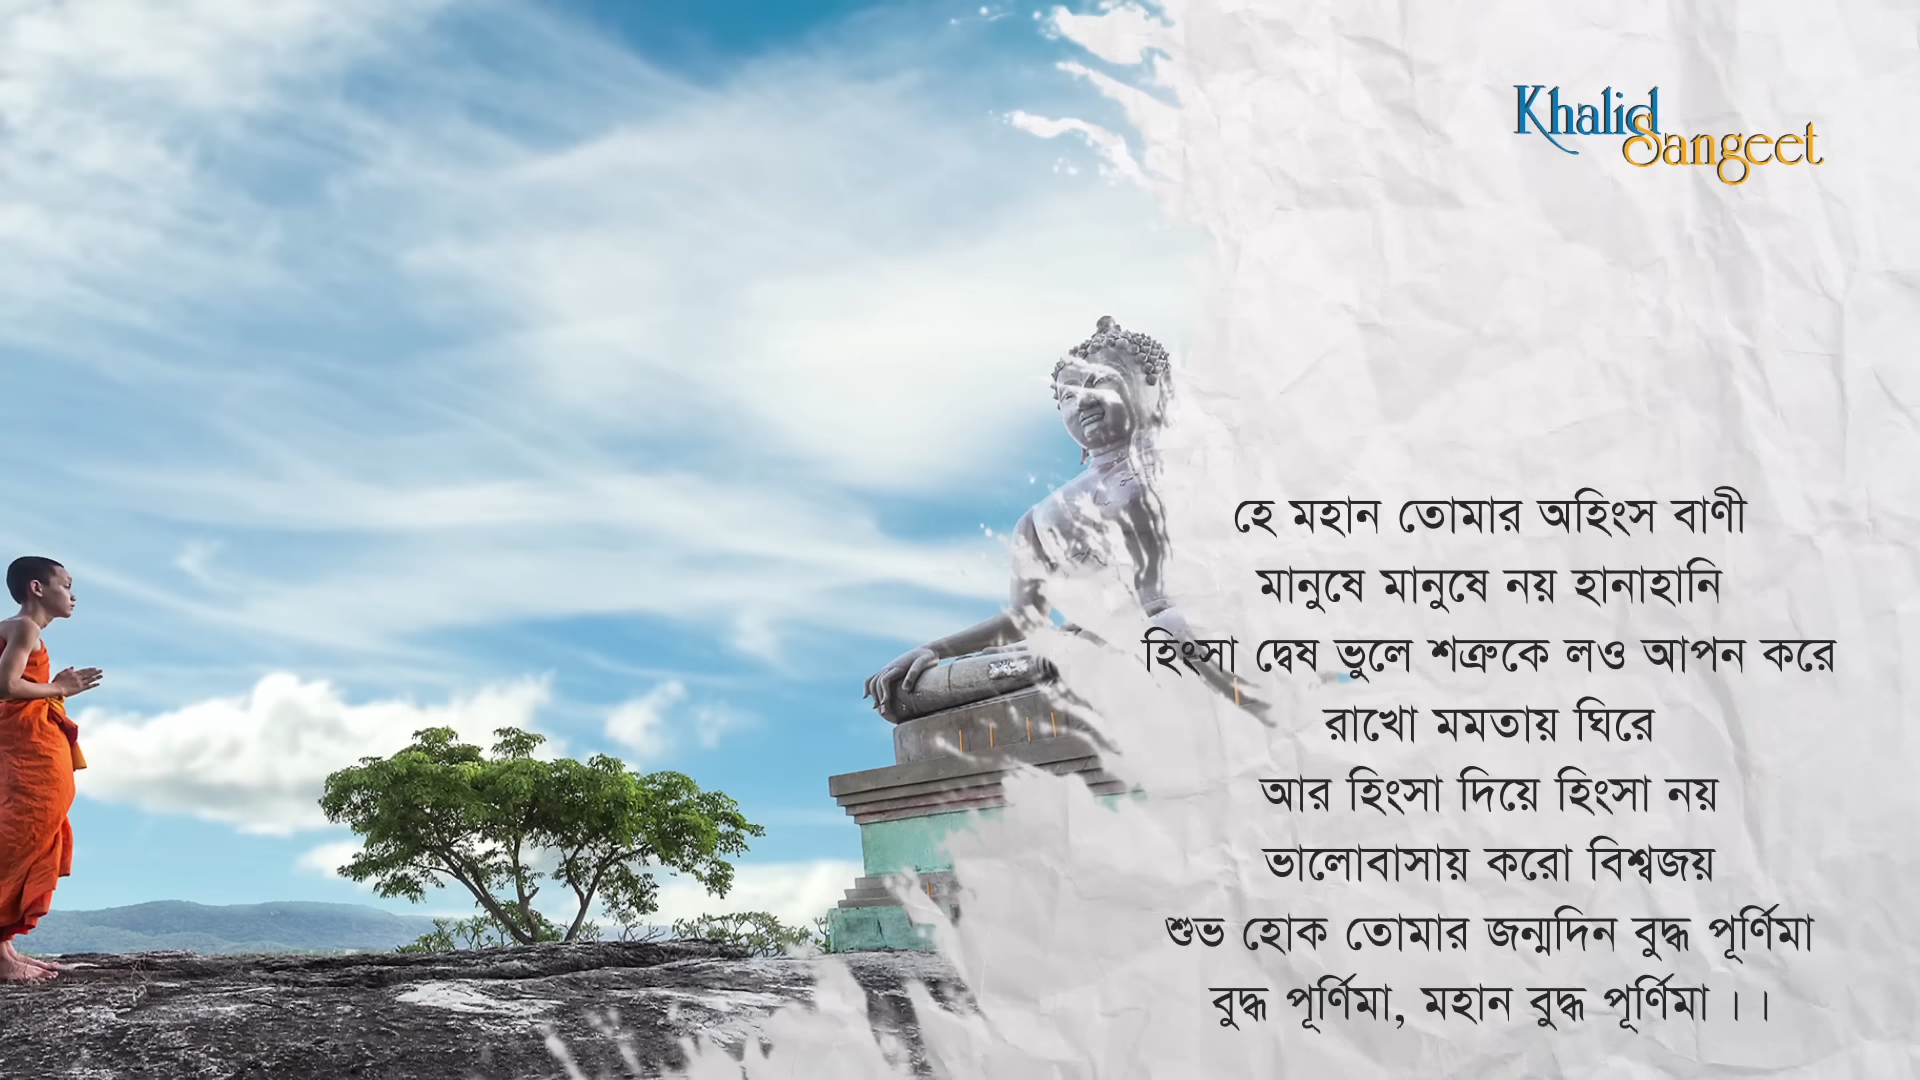 Khalid
Sangeet
হে মহান তোমার অহিংস বাণী
মানুষে মানুষে নয় হানাহানি
হিংসা দ্বেষ ভুলে শত্রুকে লও আপন করে
রাখো মমতায় ঘিরে
আর হিংসা দিয়ে হিংসা নয়
ভালোবাসায় করো বিশ্বজয়
শুভ হোক তোমার জন্মদিন বুদ্ধ পূর্ণিমা
বুদ্ধ পূর্ণিমা, মহান বুদ্ধ পূর্ণিমা ।।